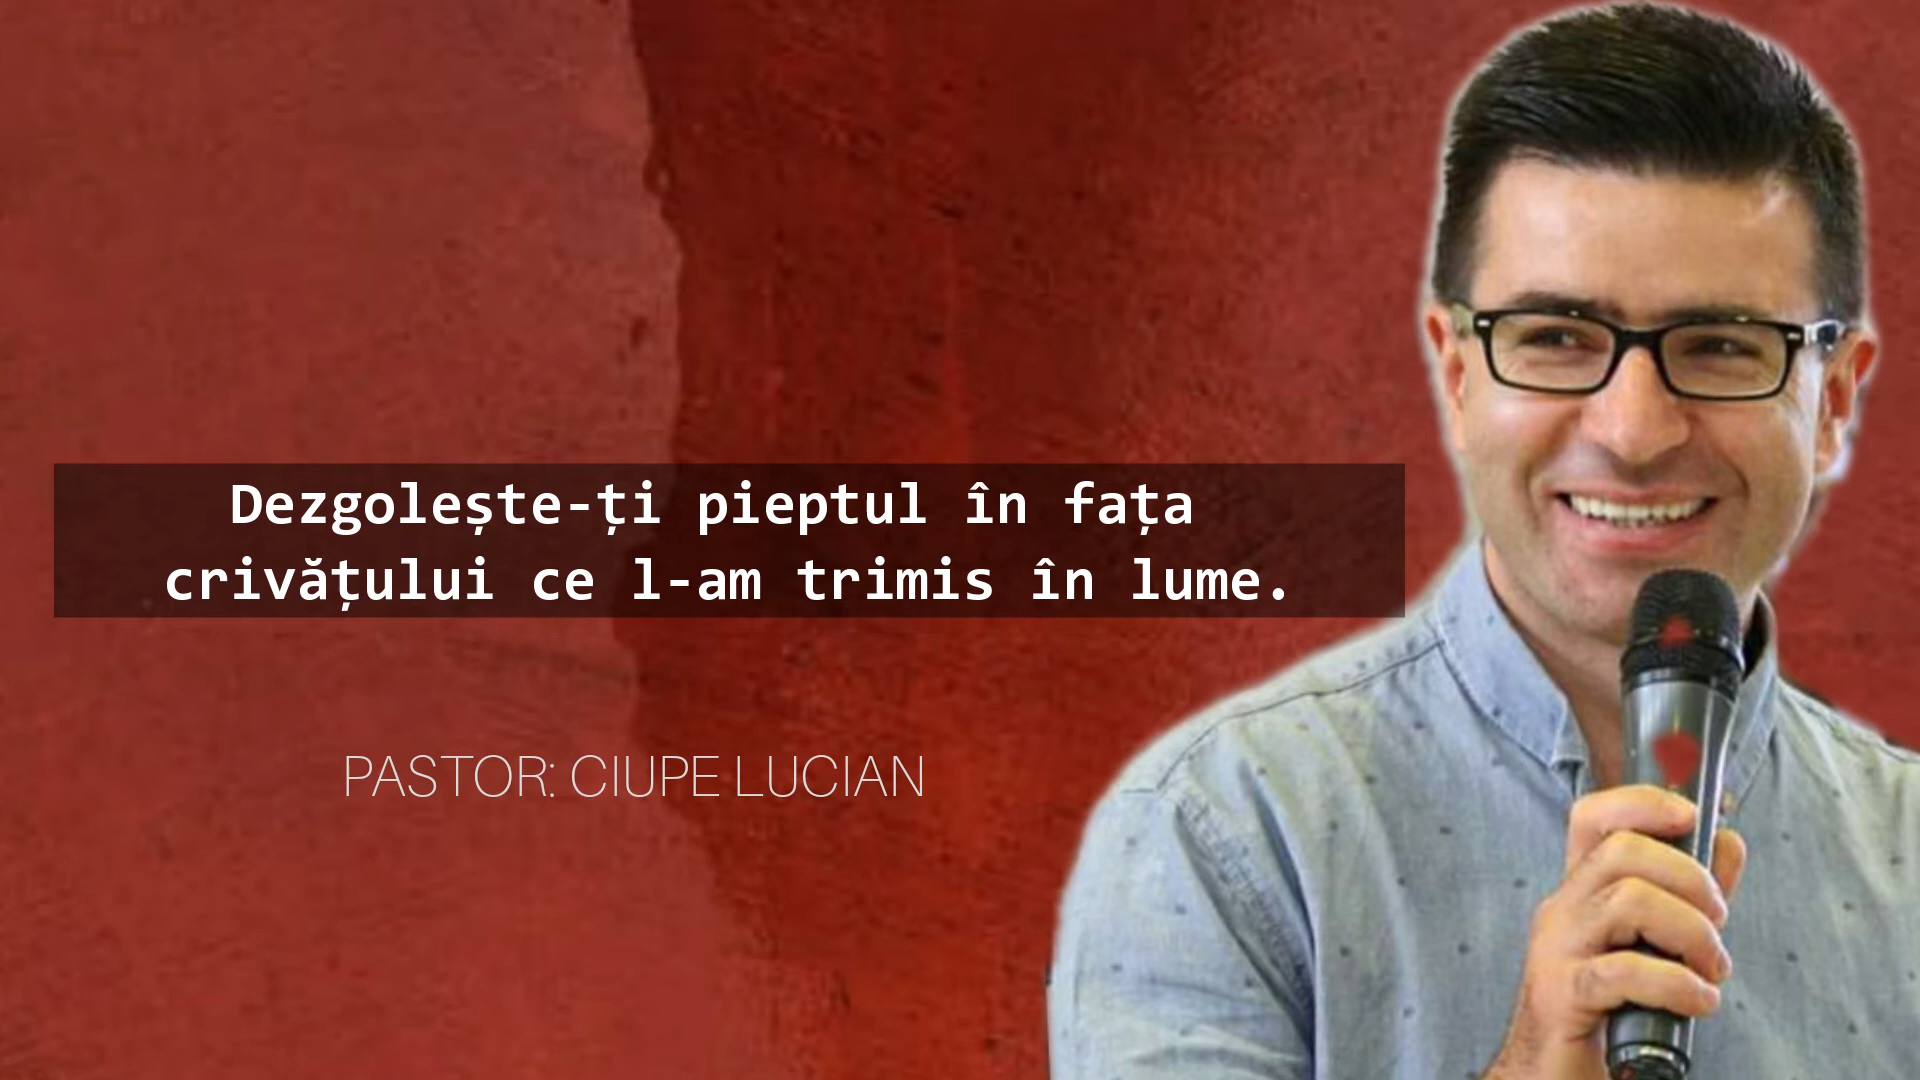 Dezgolește-ți pieptul în fața
crivățului ce l-am trimis în lume.
PASTOR: CIUPE LUCIAN